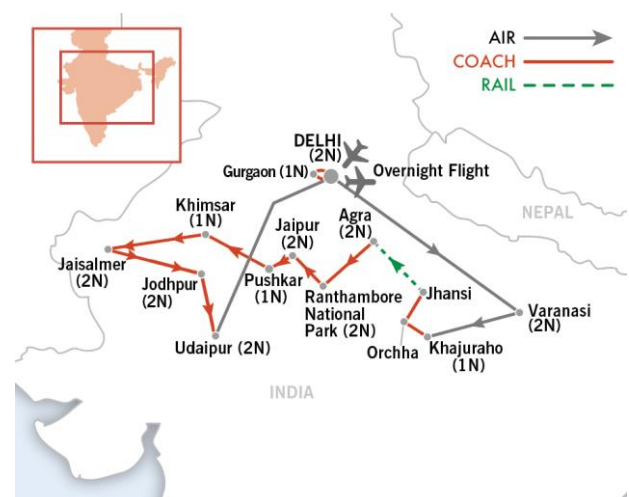 AIR
COACH
RAIL
DELHI
(2N)
Gurgaon (1N)
Overnight Flight
NEPAL
Khimsar
(1N)
Jaipur
(2N)
Agra
(2N)
Jaisalmer
(2N)
Jodhpur
(2N)
Pushkar
(1N)
Ranthambore
National
Park (2N)
Jhansi
Varanasi
(2N)
Udaipur (2N)
Orchha
Khajuraho
(1N)
INDIA